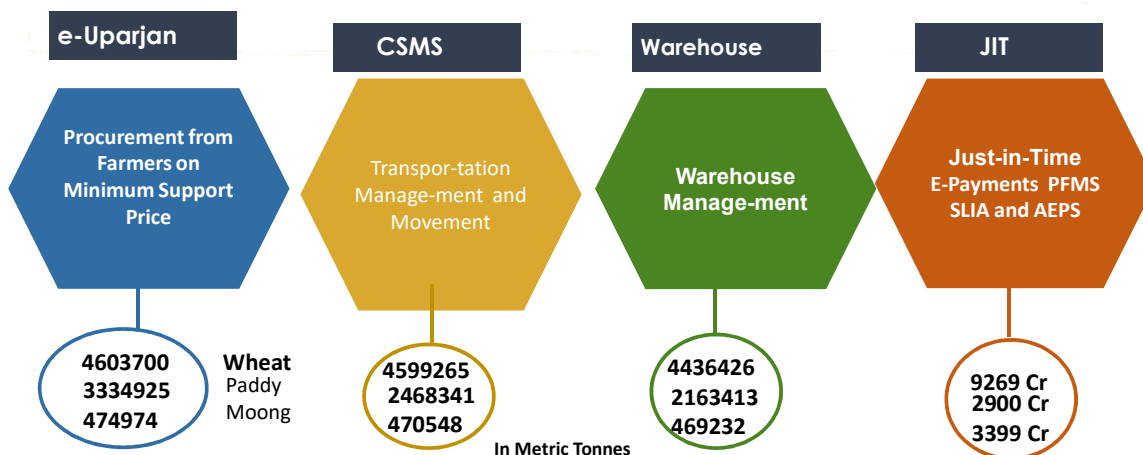 e-Uparjan
CSMS
Warehouse
JIT
Procurement from
Farmers on
Minimum Support
Price
Transpor-tation
Manage-ment and
Movement
Warehouse
Manage-ment
Just-in-Time
E-Payments PFMS
SLIA and AEPS
4603700
3334925
474974
Wheat
Paddy
Moong
4599265
2468341
470548
In Metric Tonnes
4436426
2163413
469232
9269 Cr
2900 Cr
3399 Cr